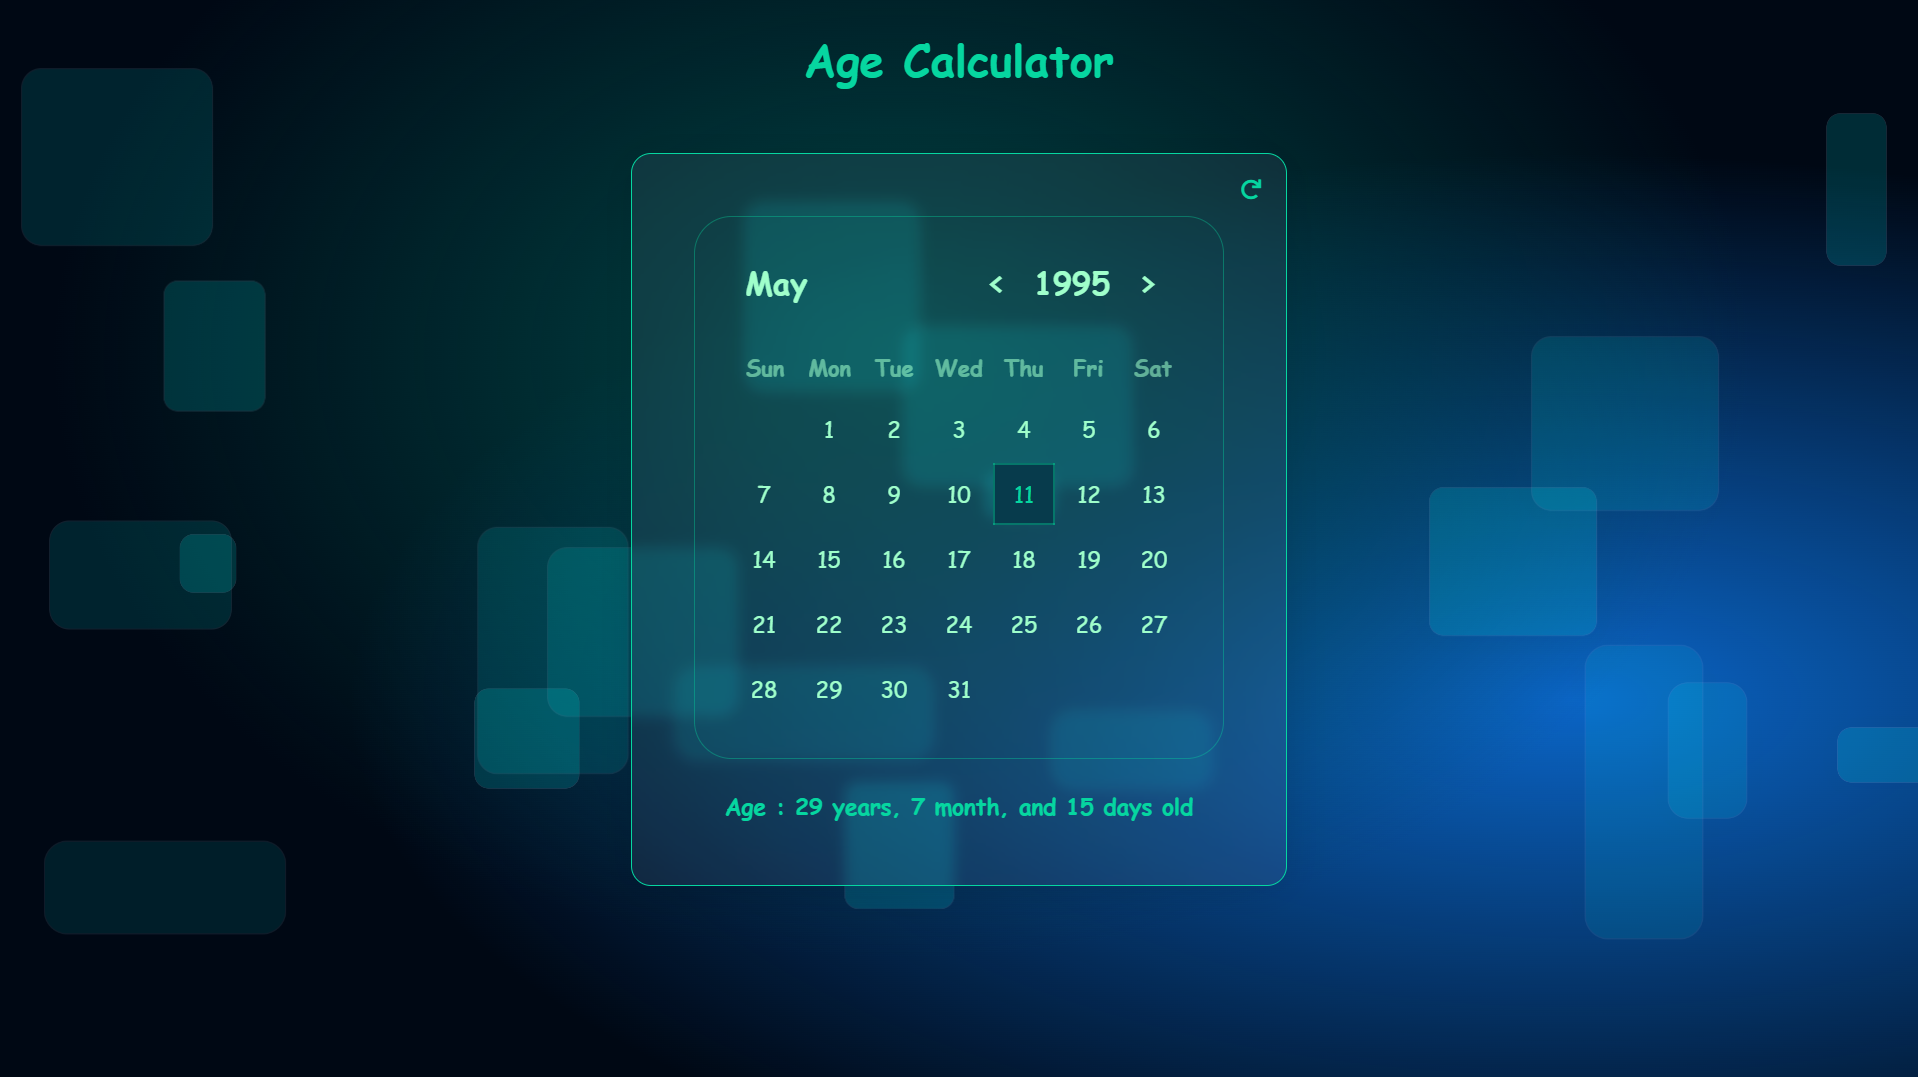 Age Calculator
May < 1995 >
Sun Mon Tue Wed Thu Fri Sat
1 2 3 4 5 6
7 8 9 10 11 12 13
14 15 16 17 18 19 20
21 22 23 24 25 26 27
28 29 30 31
Age : 29 years, 7 month, and 15 days old